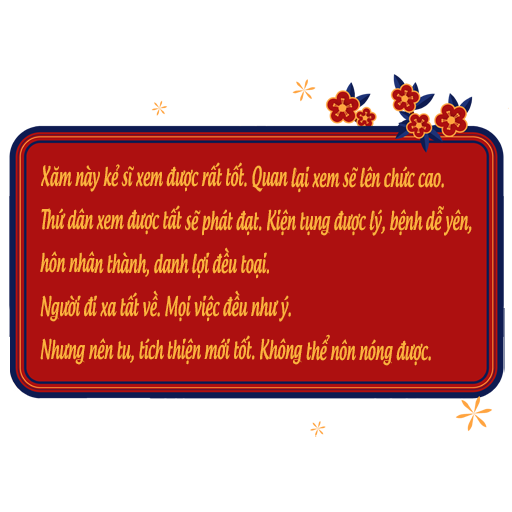 Xăm này kẻ sĩ xem được rất tốt. Quan lại xem sẽ lên chức cao.
Thứ dân xem được tất sẽ phát đạt. Kiện tụng được lý, bệnh dễ yên,
hôn nhân thành, danh lợi đều toại.
Người đi xa tất về. Mọi việc đều như ý.
Nhưng nên tu, tích thiện mới tốt. Không thể nôn nóng được.